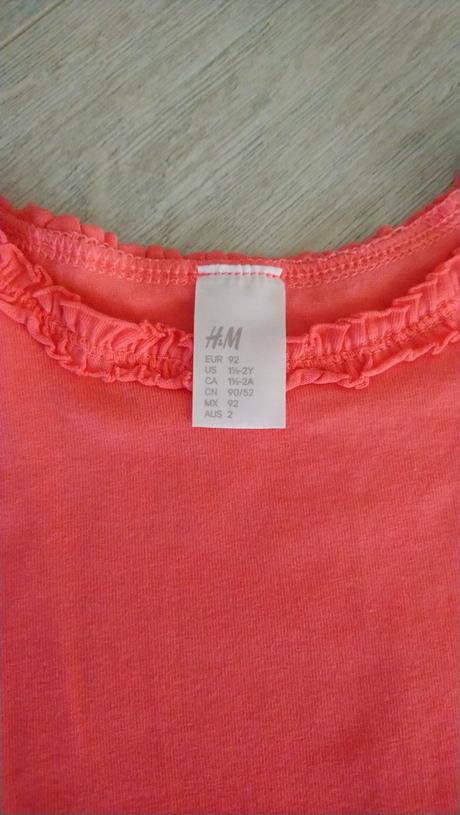 H&M
EUR 92
US 1½-2Y
CA 1½-2A
CN 90/52
MX 92
AUS 2